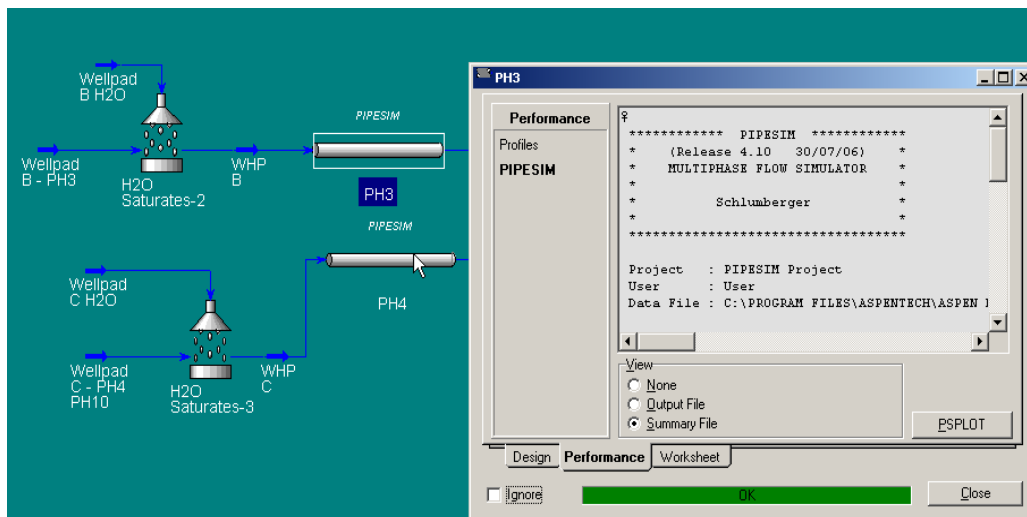 Wellpad
B H2O
Wellpad
B - PH3
H2O
Saturates-2
WHP
B
PIPESIM
PH3
Wellpad
C H2O
Wellpad
C - PH4
PH10
H2O
Saturates-3
WHP
C
PIPESIM
PH4
PH3
Performance
Profiles
PIPESIM
************ PIPESIM ************
* (Release 4.10 30/07/06) *
* MULTIPHASE FLOW SIMULATOR *
* *
* Schlumberger *
* *
**********************************
Project : PIPESIM Project
User : User
Data File : C:\PROGRAM FILES\ASPENTECH\ASPEN
View
None
Output File
Summary File
PSPLOT
Design Performance Worksheet
Ignore
OK
Close